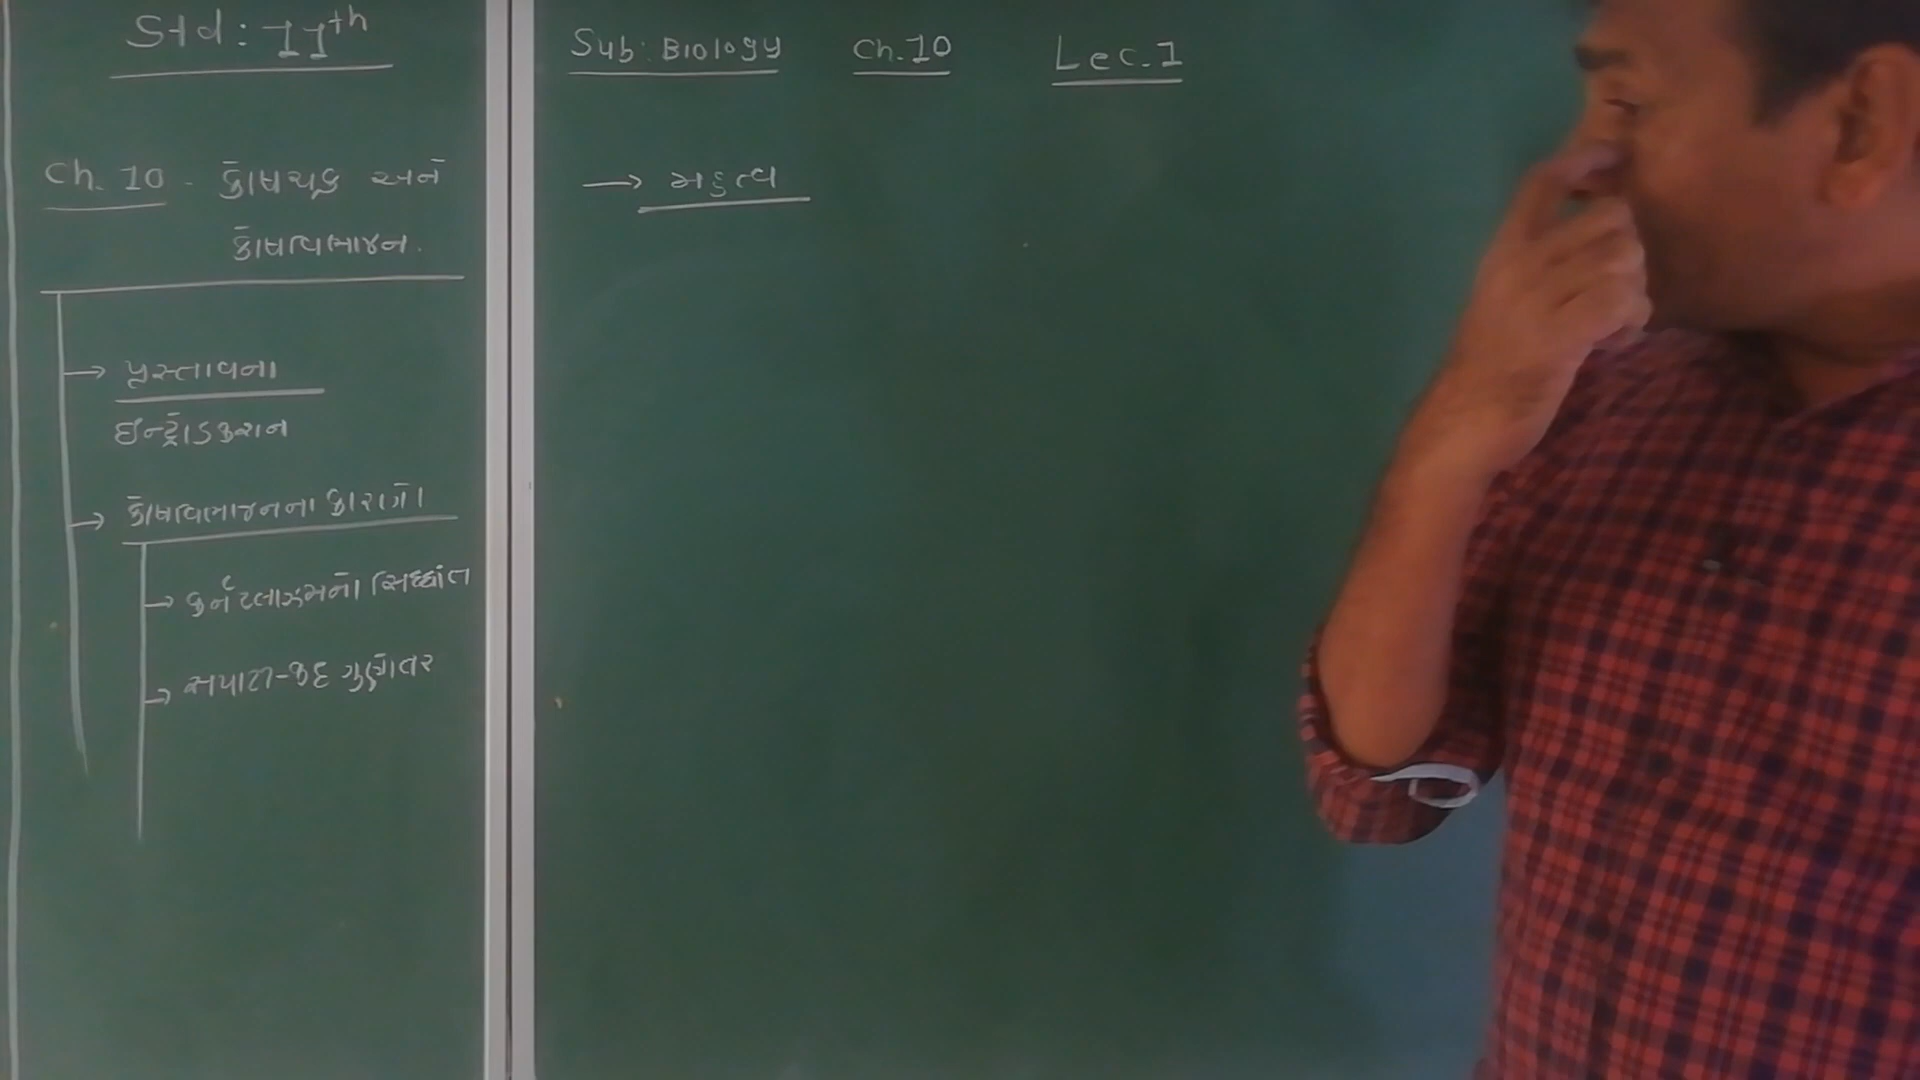 Std: 11th
Ch. 10 - કોષચક્ર અને
કોષવિભાજન.
→ પ્રસ્તાવના
ઇન્ટ્રોડક્શન
→ કોષવિભાજનના કારણો
→ કર્નટલાઝમનો સિધ્ધાંત
→ સપાટી-કદ ગુણોતર
Sub: Biology Ch.10 Lec.1
→ મહત્વ